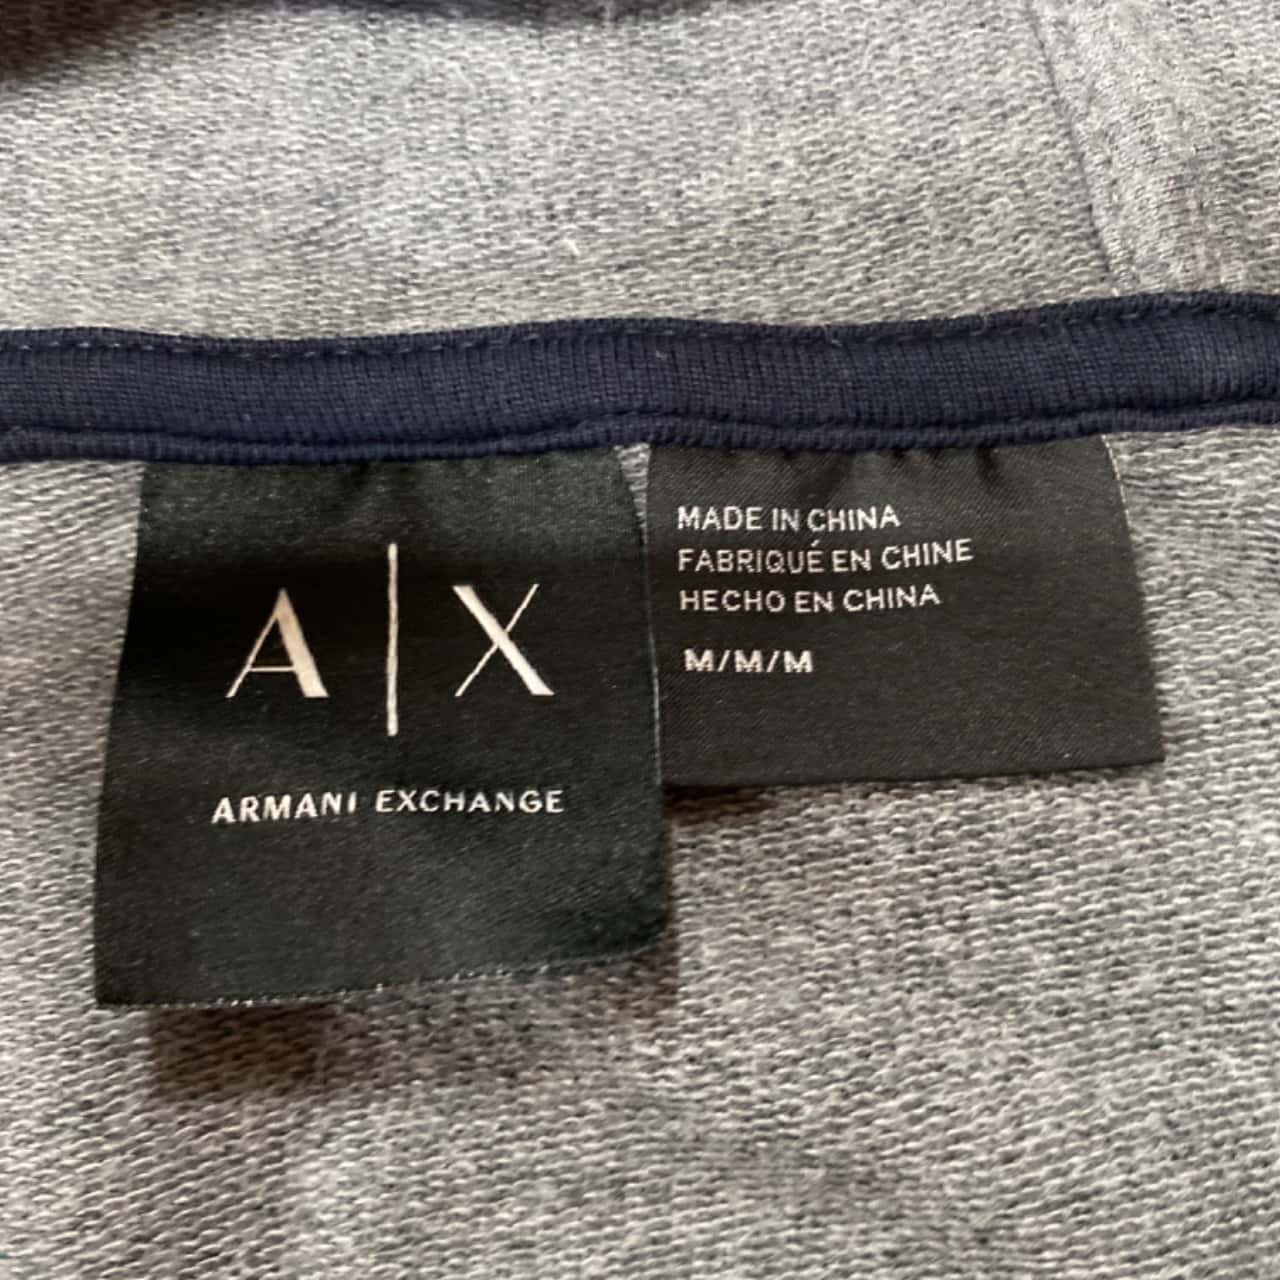 A|X
ARMANI EXCHANGE
MADE IN CHINA
FABRIQUÉ EN CHINE
HECHO EN CHINA
M/M/M